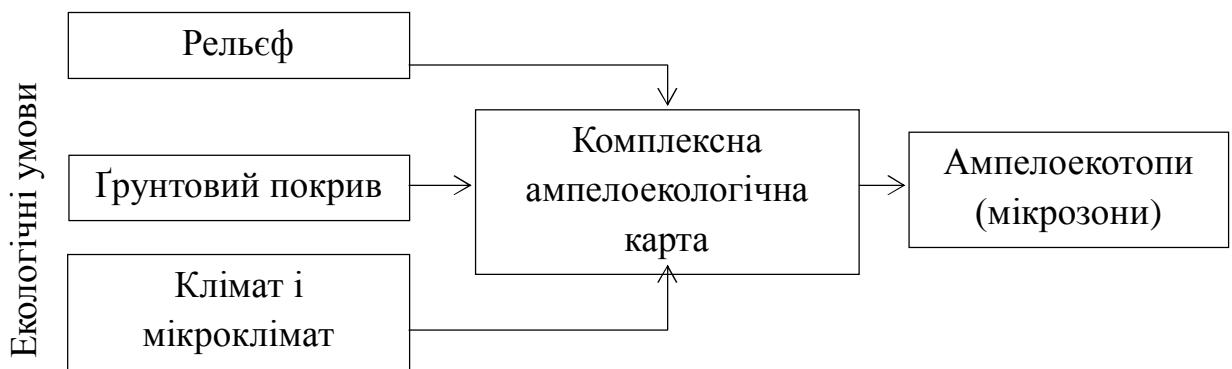 Екологічні умови
Рельєф
Ґрунтовий покрив
Клімат і
мікроклімат
Комплексна
ампелоекологічна
карта
Ампелоекотопи
(мікрозони)